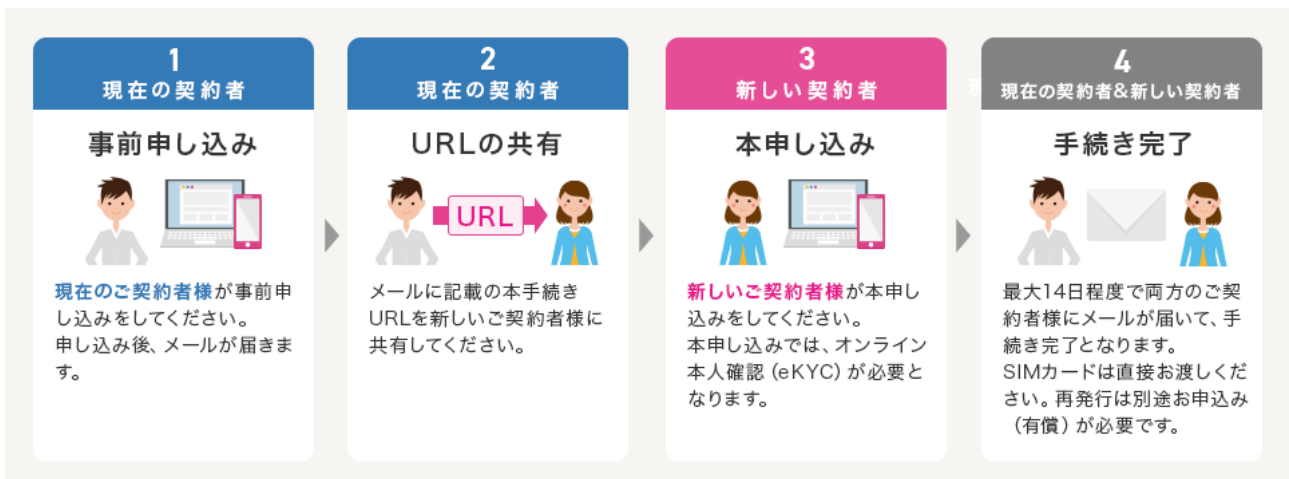 1
現在の契約者
事前申し込み
現在のご契約者様が事前申
し込みをしてください。
申し込み後、メールが届きま
す。
2
現在の契約者
URLの共有
URL
メールに記載の本手続き
URLを新しいご契約者様に
共有してください。
3
新しい契約者
本申し込み
新しいご契約者様が本申し
込みをしてください。
本申し込みでは、オンライン
本人確認（eKYC）が必要と
なります。
4
現在の契約者&新しい契約者
手続き完了
最大14日程度で両方のご契
約者様にメールが届いて、手
続き完了となります。
SIMカードは直接お渡しくだ
さい。再発行は別途お申込み
（有償）が必要です。